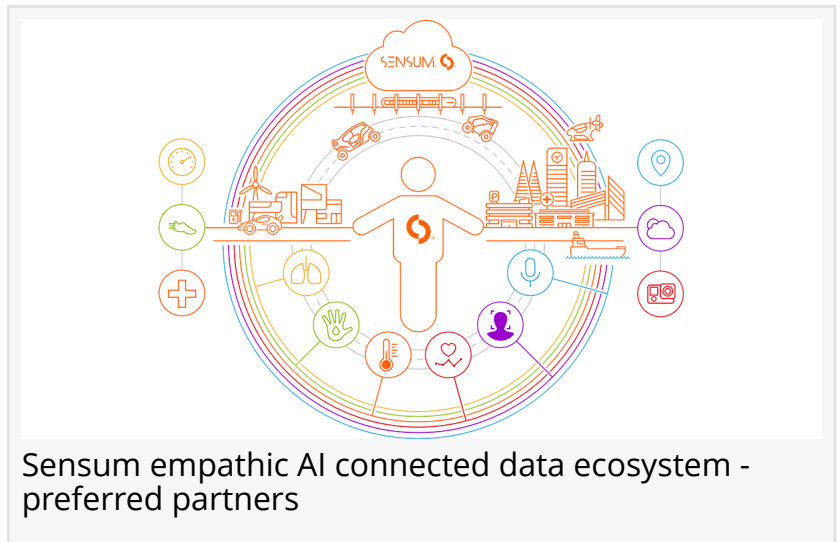 SENSUM
P
Sensum empathic AI connected data ecosystem -
preferred partners